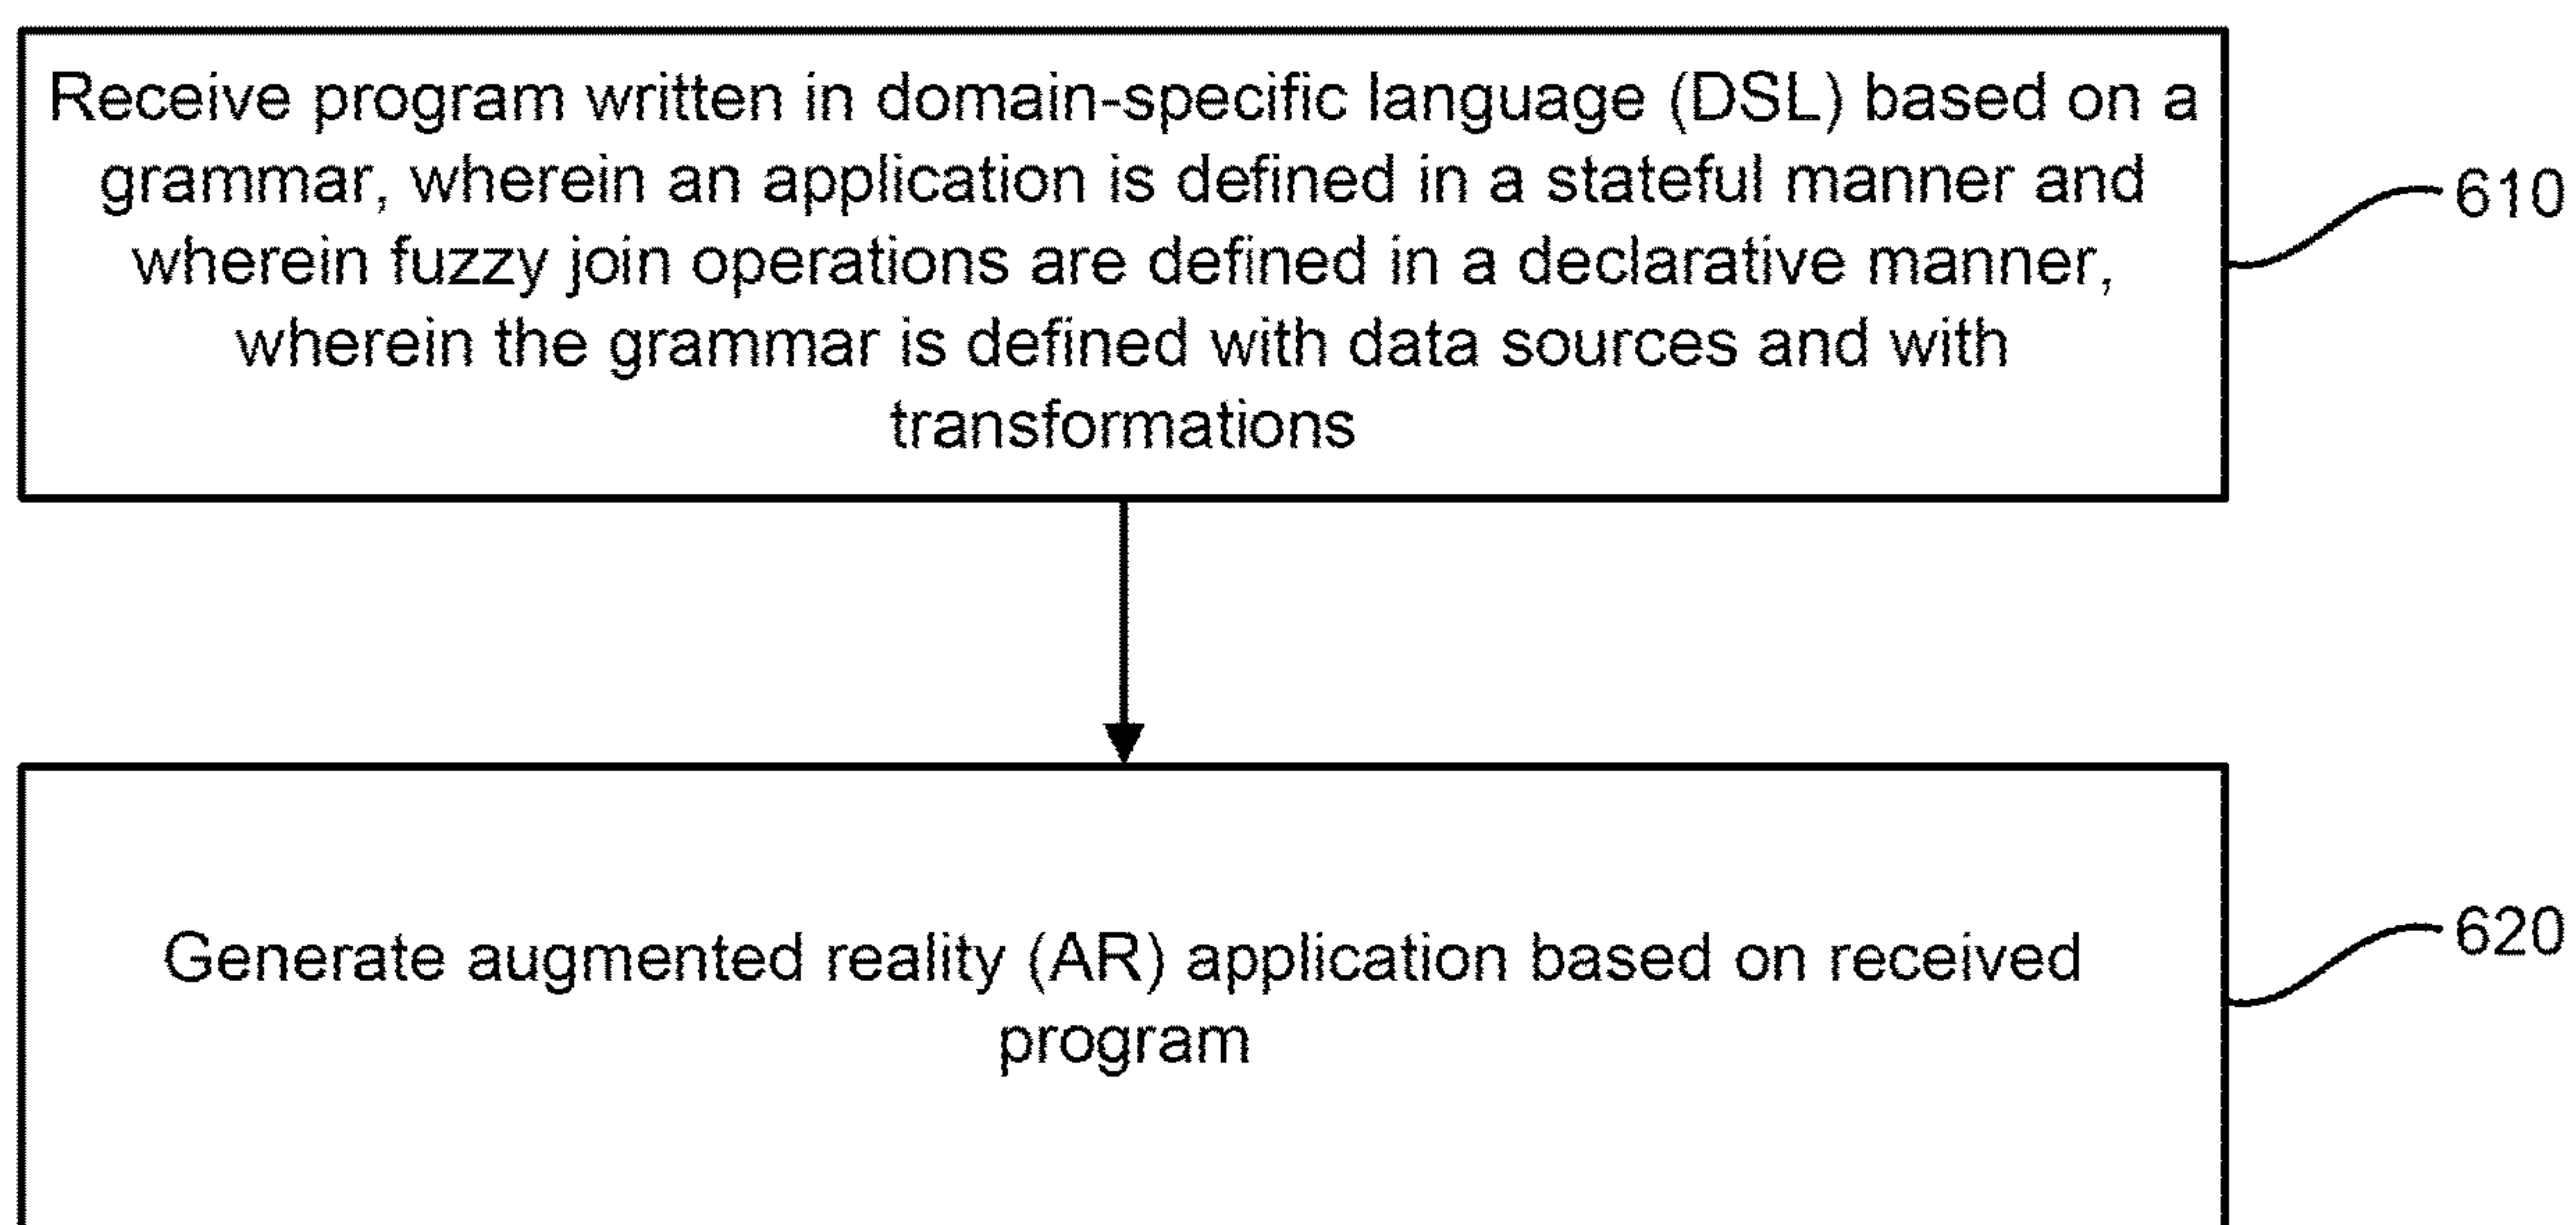 Receive program written in domain-specific language (DSL) based on a
grammar, wherein an application is defined in a stateful manner and
wherein fuzzy join operations are defined in a declarative manner,
wherein the grammar is defined with data sources and with
transformations
610
Generate augmented reality (AR) application based on received
program
620